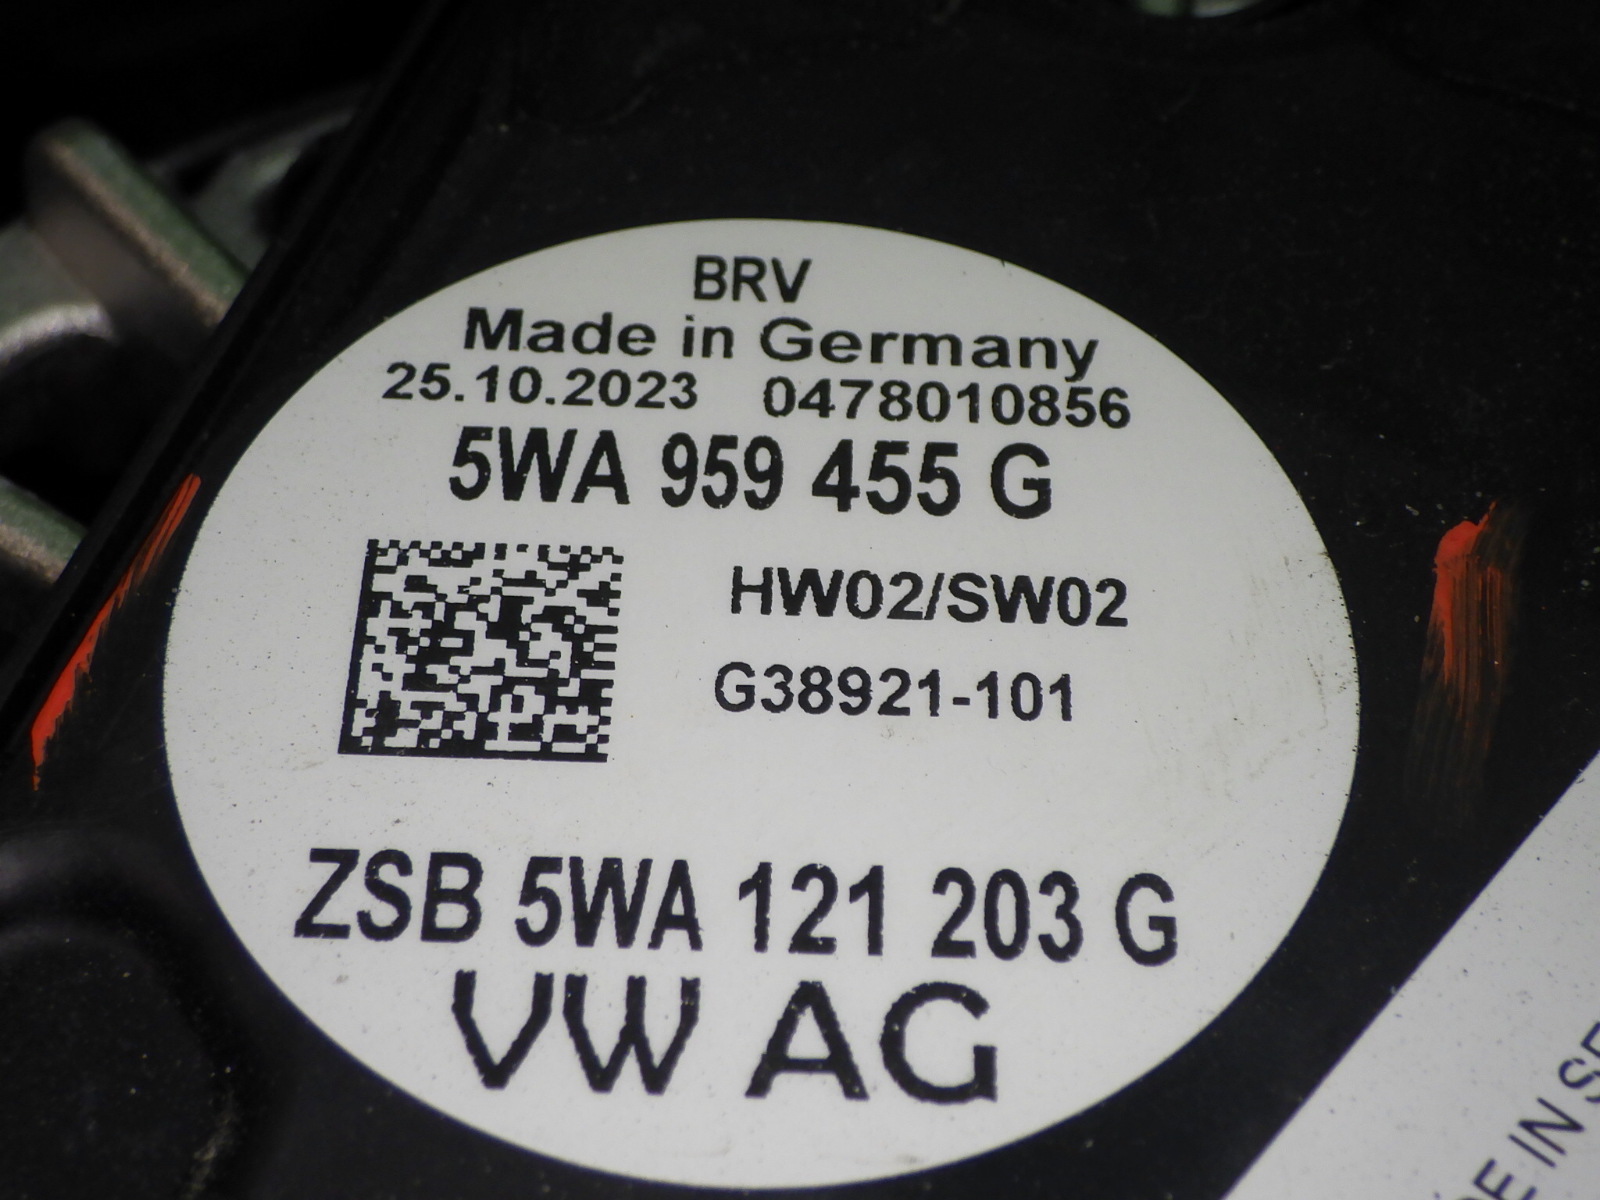 BRV
Made in Germany
25.10.2023 0478010856
5WA 959 455 G
HW02/SW02
G38921-101
ZSB 5WA 121 203 G
VW AG
IN